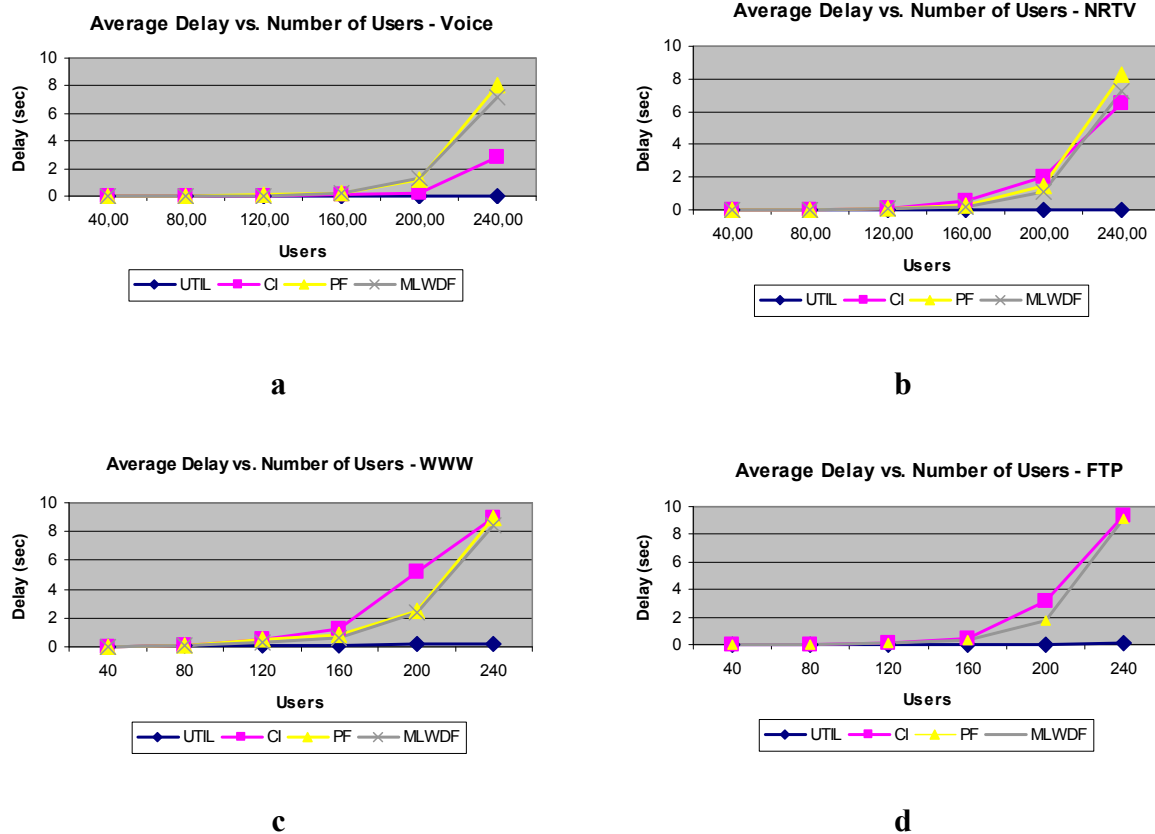 Average Delay vs. Number of Users - Voice
10
8
6
4
2
0
Delay (sec)
40,00 80,00 120,00 160,00 200,00 240,00
Users
UTIL CI PF MLWDF
a
Average Delay vs. Number of Users - NRTV
10
8
6
4
2
0
Delay (sec)
40,00 80,00 120,00 160,00 200,00 240,00
Users
UTIL CI PF MLWDF
b
Average Delay vs. Number of Users - WWW
10
8
6
4
2
0
Delay (sec)
40 80 120 160 200 240
Users
UTIL CI PF MLWDF
c
Average Delay vs. Number of Users - FTP
10
8
6
4
2
0
Delay (sec)
40 80 120 160 200 240
Users
UTIL CI PF MLWDF
d